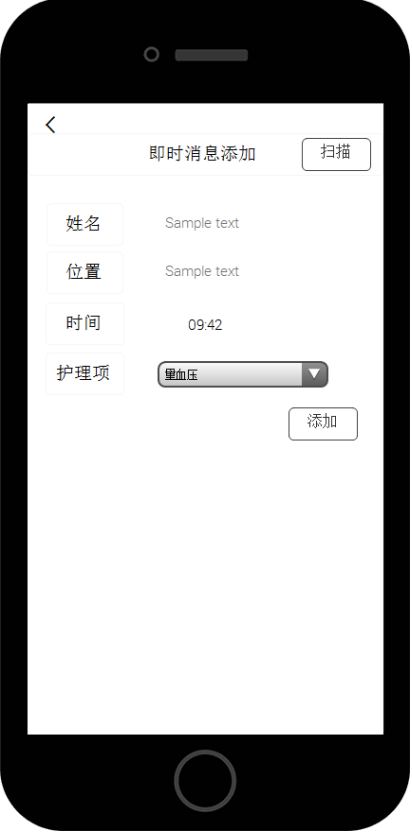 即时消息添加
扫描
姓名
Sample text
位置
Sample text
时间
09:42
护理项
量血压
添加